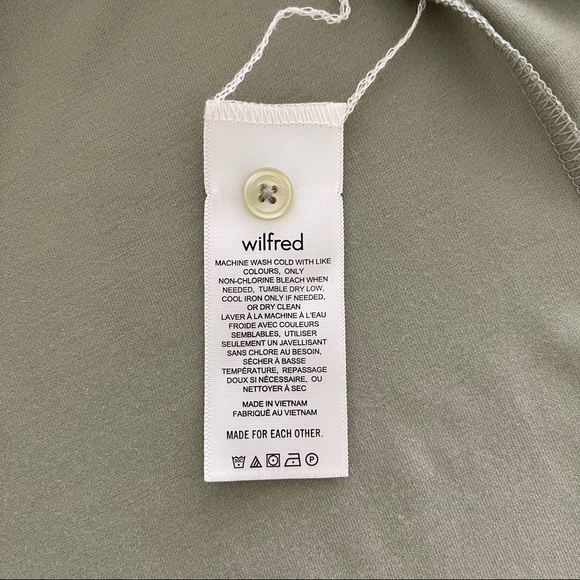 wilfred
MACHINE WASH COLD WITH LIKE
COLOURS, ONLY
NON-CHLORINE BLEACH WHEN
NEEDED, TUMBLE DRY LOW,
COOL IRON ONLY IF NEEDED,
OR DRY CLEAN
LAVER À LA MACHINE À L'EAU
FROIDE AVEC COULEURS
SEMBLABLES, UTILISER
SEULEMENT UN JAVELLISANT
SANS CHLORE AU BESOIN,
SÉCHER À BASSE
TEMPÉRATURE, REPASSAGE
DOUX SI NÉCESSAIRE, OU
NETTOYER À SEC
MADE IN VIETNAM
FABRIQUÉ AU VIETNAM
MADE FOR EACH OTHER.
P